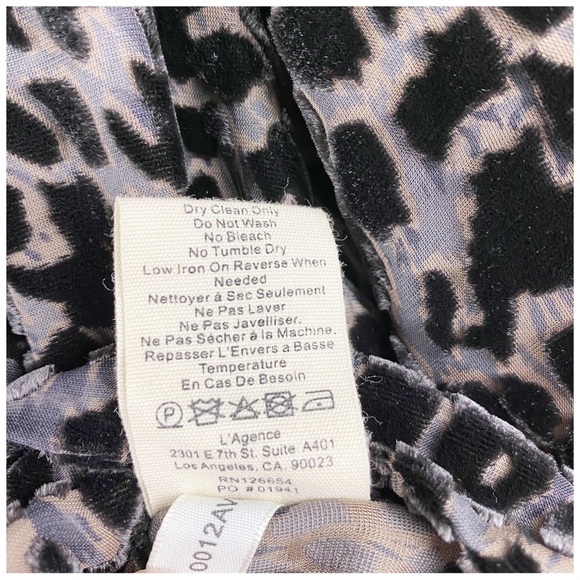 Dry Clean Only
Do Not Wash
No Bleach
No Tumble Dry
Low Iron On Reverse When
Needed
Nettoyer à Sec Seulement
Ne Pas Laver
Ne Pas Javelliser.
Ne Pas Sécher à la Machine.
Repasser L'Envers a Basse
Temperature
En Cas De Besoin
P
L'Agence
2301 E 7th St. Suite A401
Los Angeles, CA. 90023
RN126654
PO #01941
0012AV